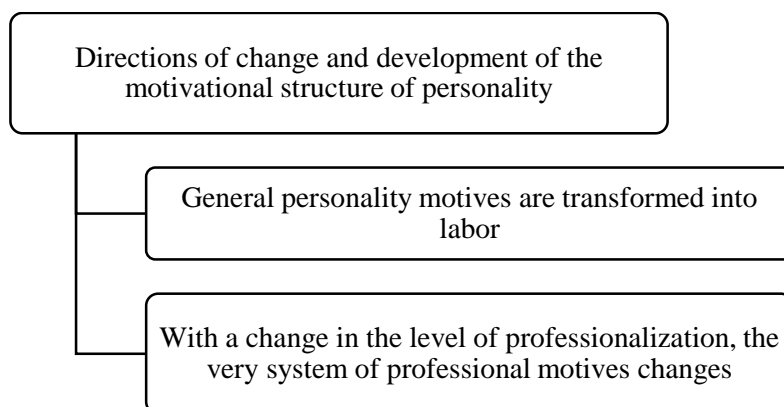 Directions of change and development of the
motivational structure of personality
General personality motives are transformed into
labor
With a change in the level of professionalization, the
very system of professional motives changes